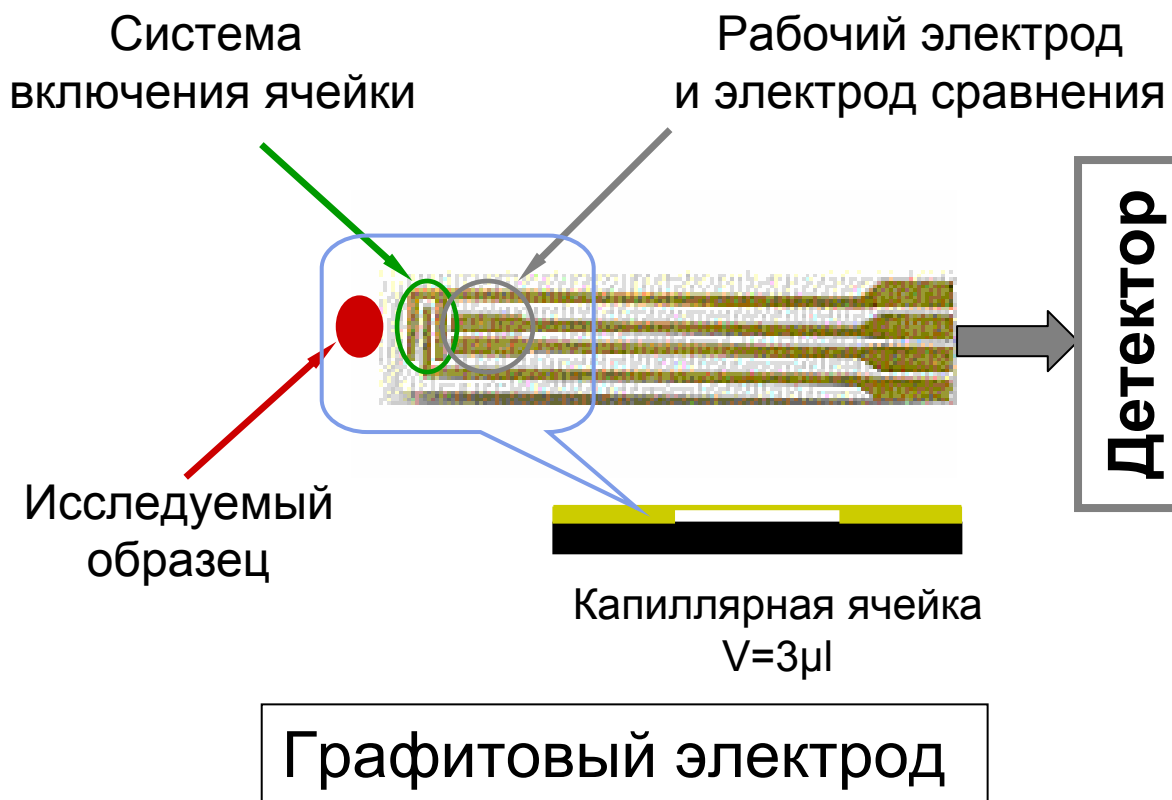 Система
включения ячейки
Рабочий электрод
и электрод сравнения
Детектор
Исследуемый
образец
Капиллярная ячейка
V=3µl
Графитовый электрод